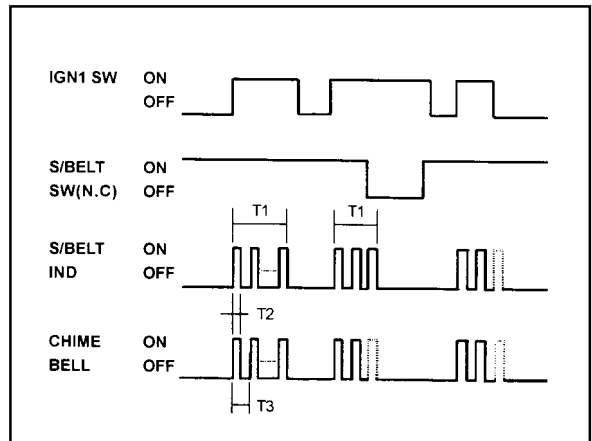 IGN1 SW ON
OFF
S/BELT ON
SW(N.C) OFF
T1 T1
S/BELT ON
IND OFF
T2
CHIME ON
BELL OFF
T3